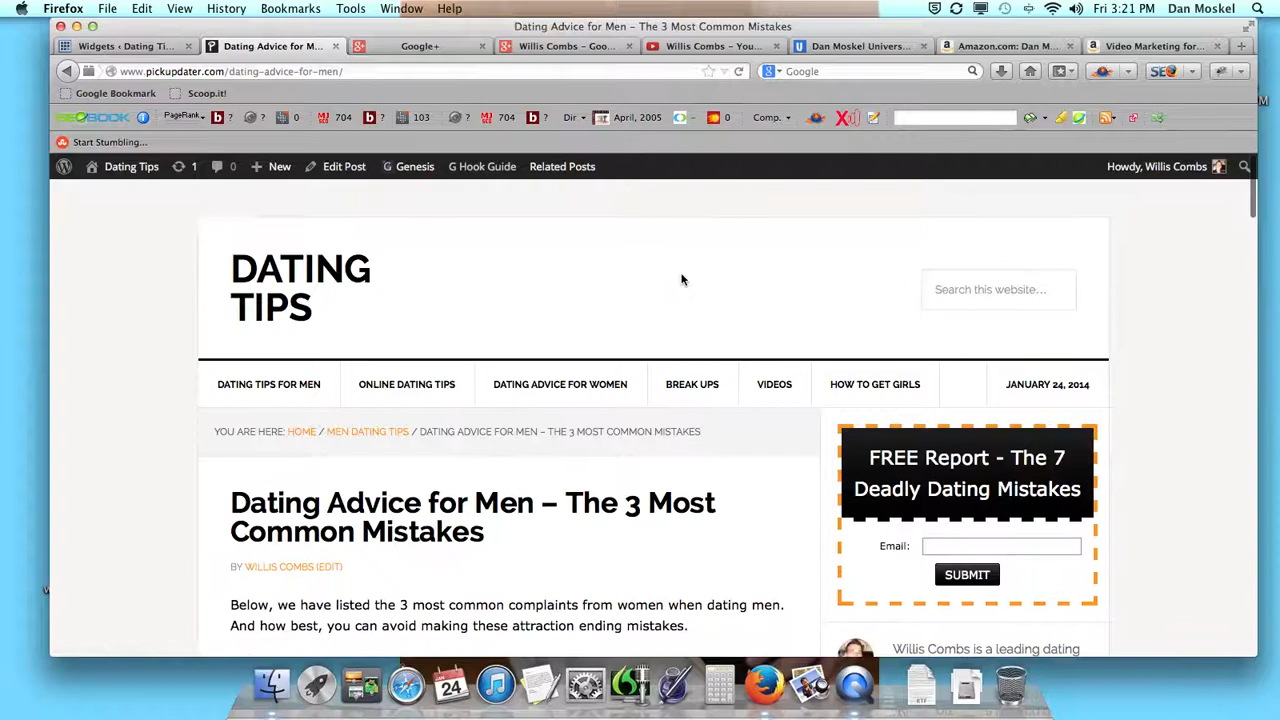 Firefox File Edit View History Bookmarks Tools Window Help Fri 3:21 PM Dan Moskel
Dating Advice for Men – The 3 Most Common Mistakes
Widgets ‹ Dating Ti... Dating Advice for M... Google+ Willis Combs – Goo... Willis Combs – You... Dan Moskel Univers... Amazon.com: Dan M... Video Marketing for...
www.pickupdater.com/dating-advice-for-men/ Google
Google Bookmark Scoop.it!
SEOBOOK PageRank ? ? 0 704 ? 103 ? 704 ? Dir April, 2005 0 Comp.
Start Stumbling...
Dating Tips 1 0 New Edit Post Genesis G Hook Guide Related Posts Howdy, Willis Combs
DATING
TIPS
Search this website...
DATING TIPS FOR MEN ONLINE DATING TIPS DATING ADVICE FOR WOMEN BREAK UPS VIDEOS HOW TO GET GIRLS JANUARY 24, 2014
YOU ARE HERE: HOME / MEN DATING TIPS / DATING ADVICE FOR MEN – THE 3 MOST COMMON MISTAKES
Dating Advice for Men – The 3 Most
Common Mistakes
BY WILLIS COMBS (EDIT)
Below, we have listed the 3 most common complaints from women when dating men.
And how best, you can avoid making these attraction ending mistakes.
FREE Report - The 7
Deadly Dating Mistakes
Email:
SUBMIT
Willis Combs is a leading dating
JAN
24